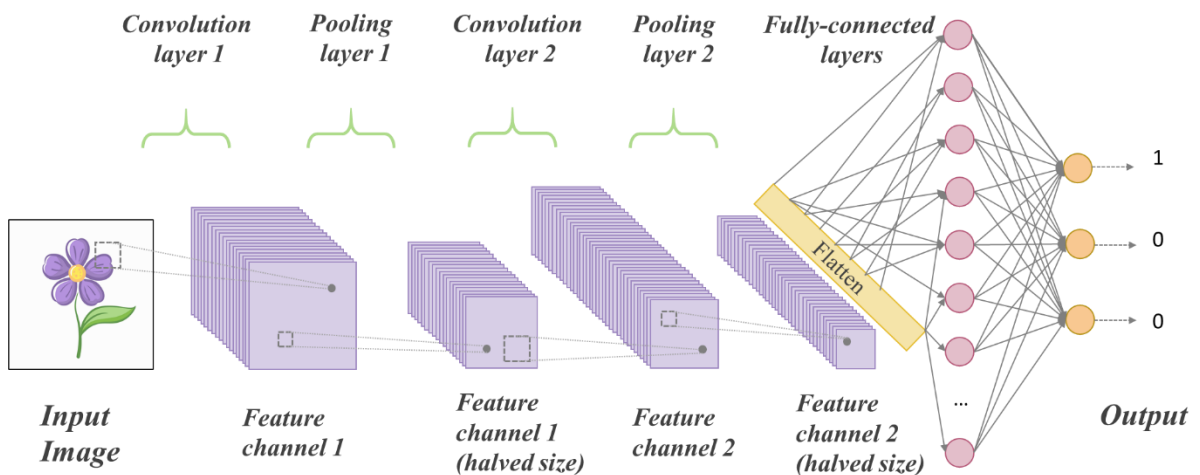 Convolution
layer 1
Pooling
layer 1
Convolution
layer 2
Pooling
layer 2
Fully-connected
layers
Flatten
1
0
0
...
Input
Image
Feature
channel 1
Feature
channel 1
(halved size)
Feature
channel 2
Feature
channel 2
(halved size)
Output